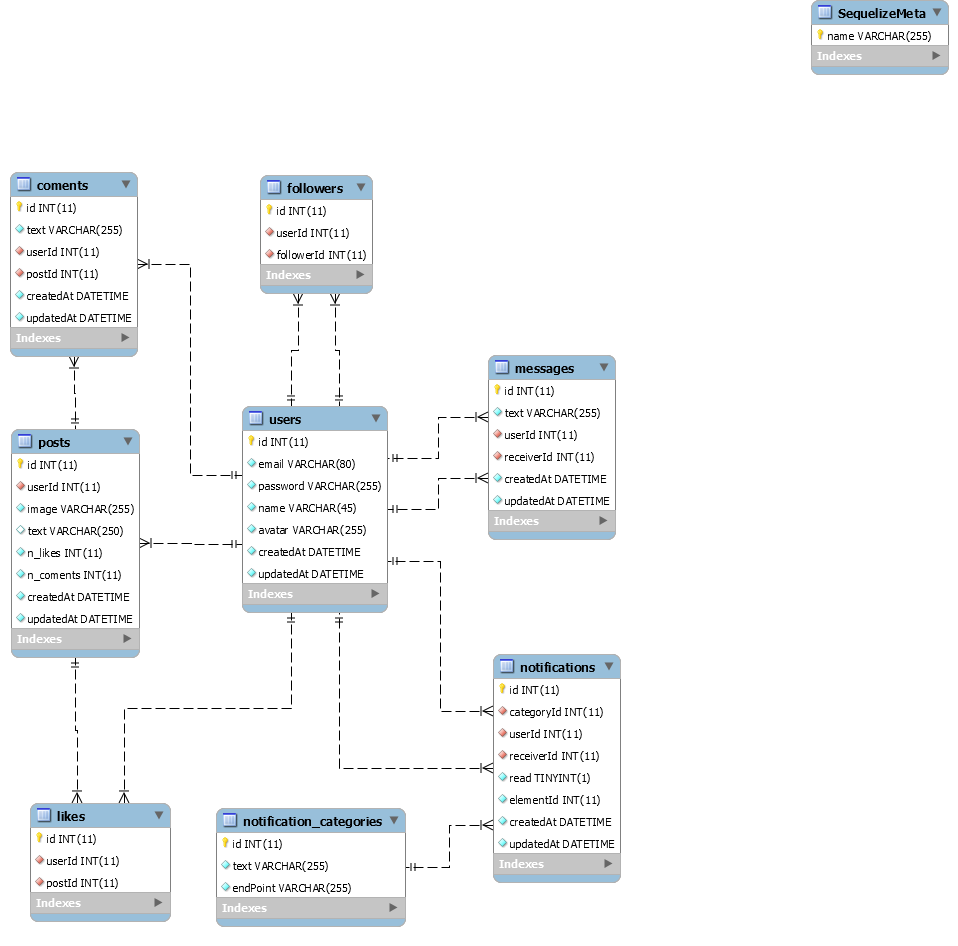 SequelizeMeta
name VARCHAR(255)
Indexes
coments
id INT(11)
text VARCHAR(255)
userId INT(11)
postId INT(11)
createdAt DATETIME
updatedAt DATETIME
Indexes
followers
id INT(11)
userId INT(11)
followerId INT(11)
Indexes
messages
id INT(11)
text VARCHAR(255)
userId INT(11)
receiverId INT(11)
createdAt DATETIME
updatedAt DATETIME
Indexes
users
id INT(11)
email VARCHAR(80)
password VARCHAR(255)
name VARCHAR(45)
avatar VARCHAR(255)
createdAt DATETIME
updatedAt DATETIME
Indexes
posts
id INT(11)
userId INT(11)
image VARCHAR(255)
text VARCHAR(250)
n_likes INT(11)
n_coments INT(11)
createdAt DATETIME
updatedAt DATETIME
Indexes
notifications
id INT(11)
categoryId INT(11)
userId INT(11)
receiverId INT(11)
read TINYINT(1)
elementId INT(11)
createdAt DATETIME
updatedAt DATETIME
Indexes
likes
id INT(11)
userId INT(11)
postId INT(11)
Indexes
notification_categories
id INT(11)
text VARCHAR(255)
endPoint VARCHAR(255)
Indexes